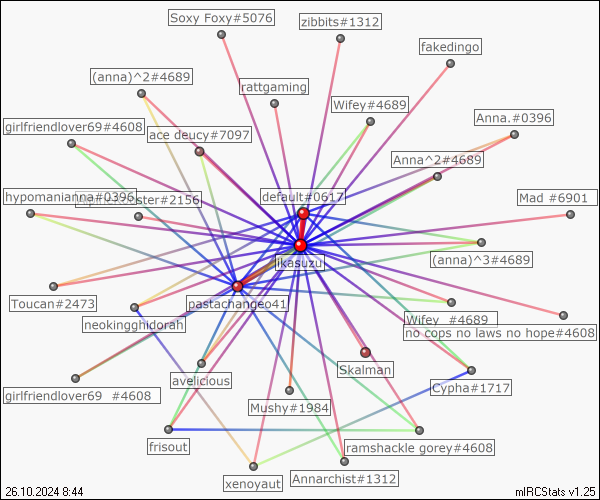 Soxy Foxy#5076
zibbits#1312
fakedingo
(anna)^2#4689
rattgaming
Wifey#4689
Anna.#0396
girlfriendlover69#4608
ace deucy#7097
Anna^2#4689
hypomanianna#0396
ster#2156
default#0617
Mad #6901
(anna)^3#4689
kasuzu
Toucan#2473
pastachangeo41
neokingghidorah
Wifey #4689
no cops no laws no hope#4608
Skalman
avelicious
girlfriendlover69 #4608
Cypha#1717
Mushy#1984
frisout
ramshackle gorey#4608
xenoyaut
Annarchist#1312
26.10.2024 8:44
mIRCStats v1.25